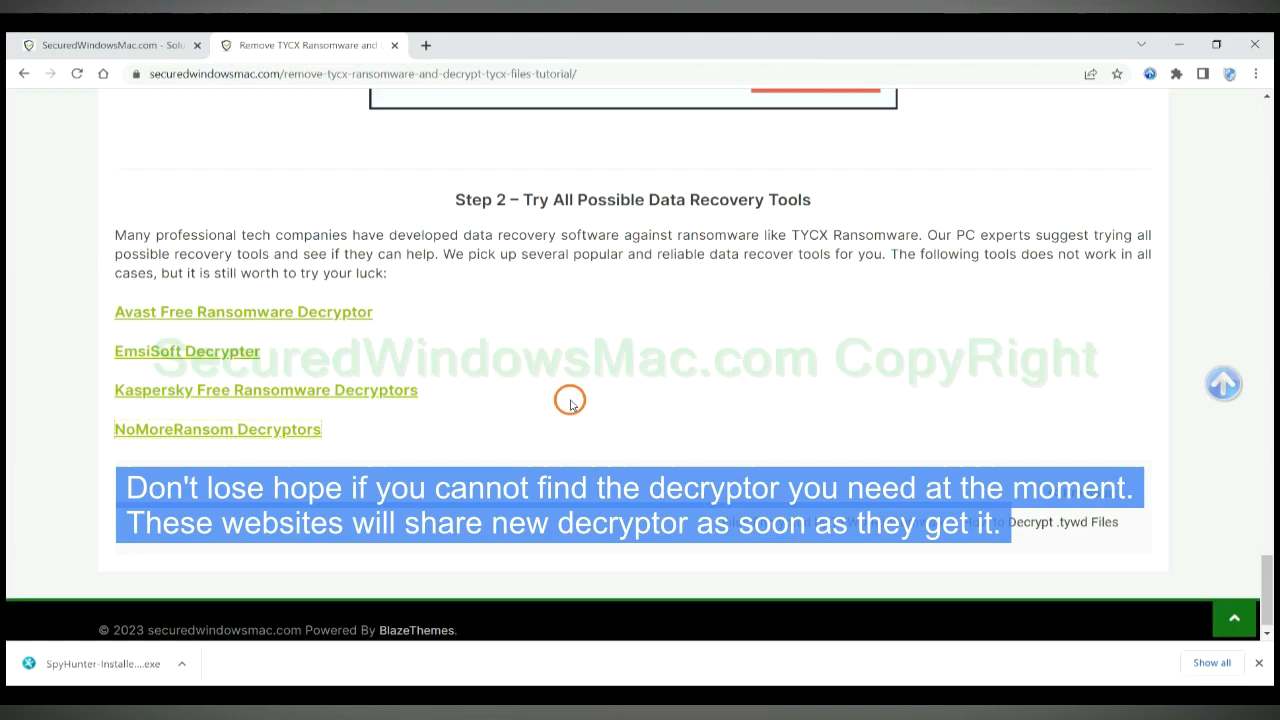 SecuredWindowsMac.com - Solu
Remove TYCX Ransomware and
securedwindowsmac.com/remove-tycx-ransomware-and-decrypt-tycx-files-tutorial/
Step 2 – Try All Possible Data Recovery Tools
Many professional tech companies have developed data recovery software against ransomware like TYCX Ransomware. Our PC experts suggest trying all
possible recovery tools and see if they can help. We pick up several popular and reliable data recover tools for you. The following tools does not work in all
cases, but it is still worth to try your luck:
Avast Free Ransomware Decryptor
EmsiSoft Decrypter
SecuredWindowsMac.com CopyRight
Kaspersky Free Ransomware Decryptors
NoMoreRansom Decryptors
Don't lose hope if you cannot find the decryptor you need at the moment.
These websites will share new decryptor as soon as they get it.
Decrypt .tywd Files
© 2023 securedwindowsmac.com Powered By BlazeThemes.
SpyHunter-Installe....exe
Show all